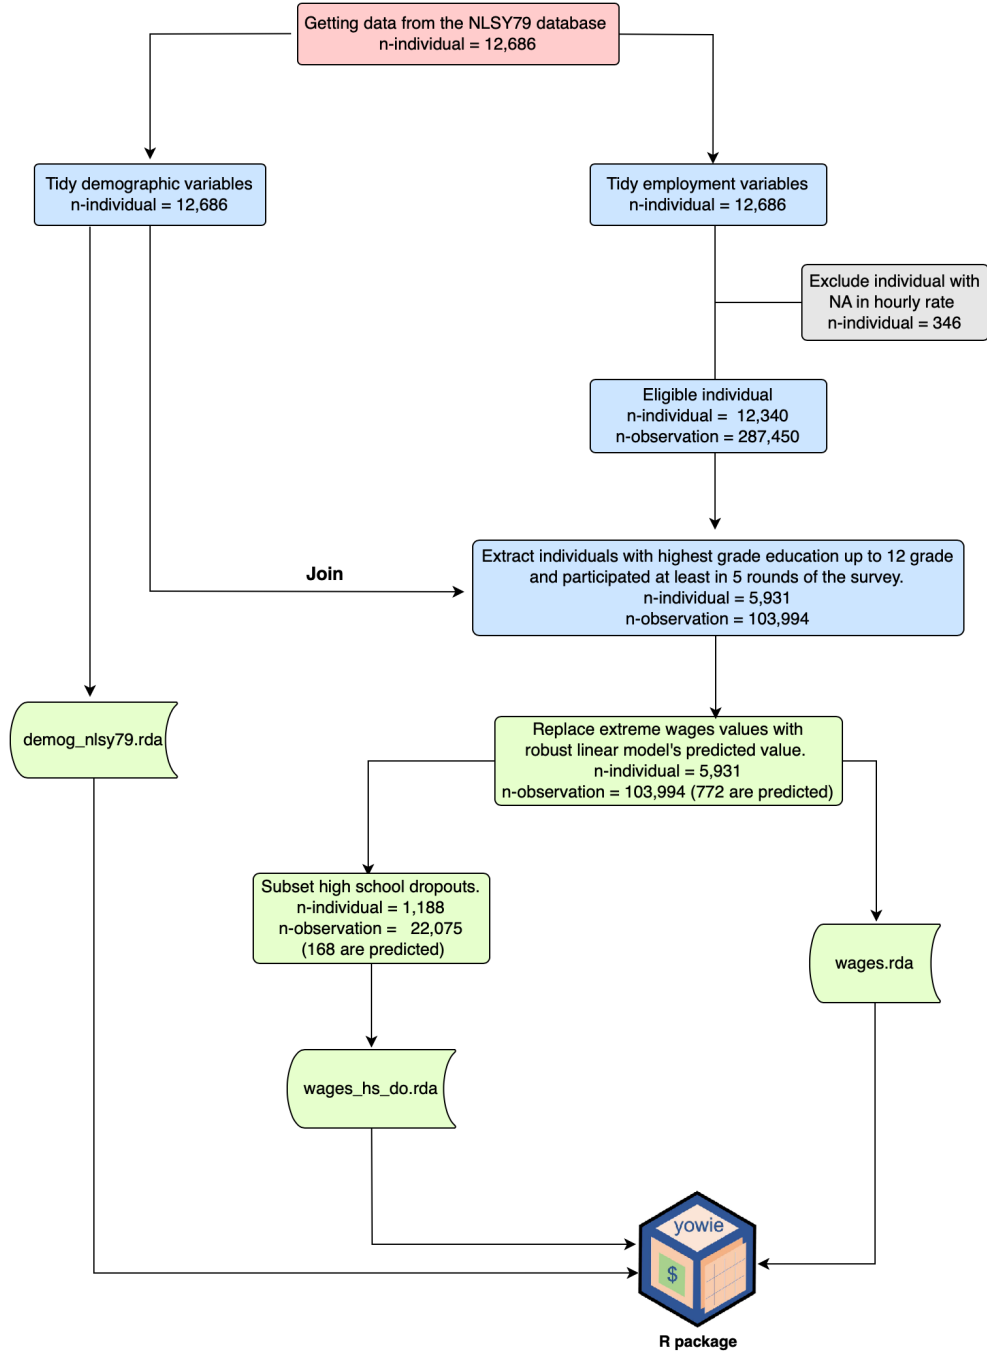 Getting data from the NLSY79 database
n-individual = 12,686
Tidy demographic variables
n-individual = 12,686
Tidy employment variables
n-individual = 12,686
Exclude individual with
NA in hourly rate
n-individual = 346
Eligible individual
n-individual = 12,340
n-observation = 287,450
Extract individuals with highest grade education up to 12 grade
and participated at least in 5 rounds of the survey.
n-individual = 5,931
n-observation = 103,994
Join
demog_nlsy79.rda
Replace extreme wages values with
robust linear model's predicted value.
n-individual = 5,931
n-observation = 103,994 (772 are predicted)
Subset high school dropouts.
n-individual = 1,188
n-observation = 22,075
(168 are predicted)
wages.rda
wages_hs_do.rda
yowie
$
R package